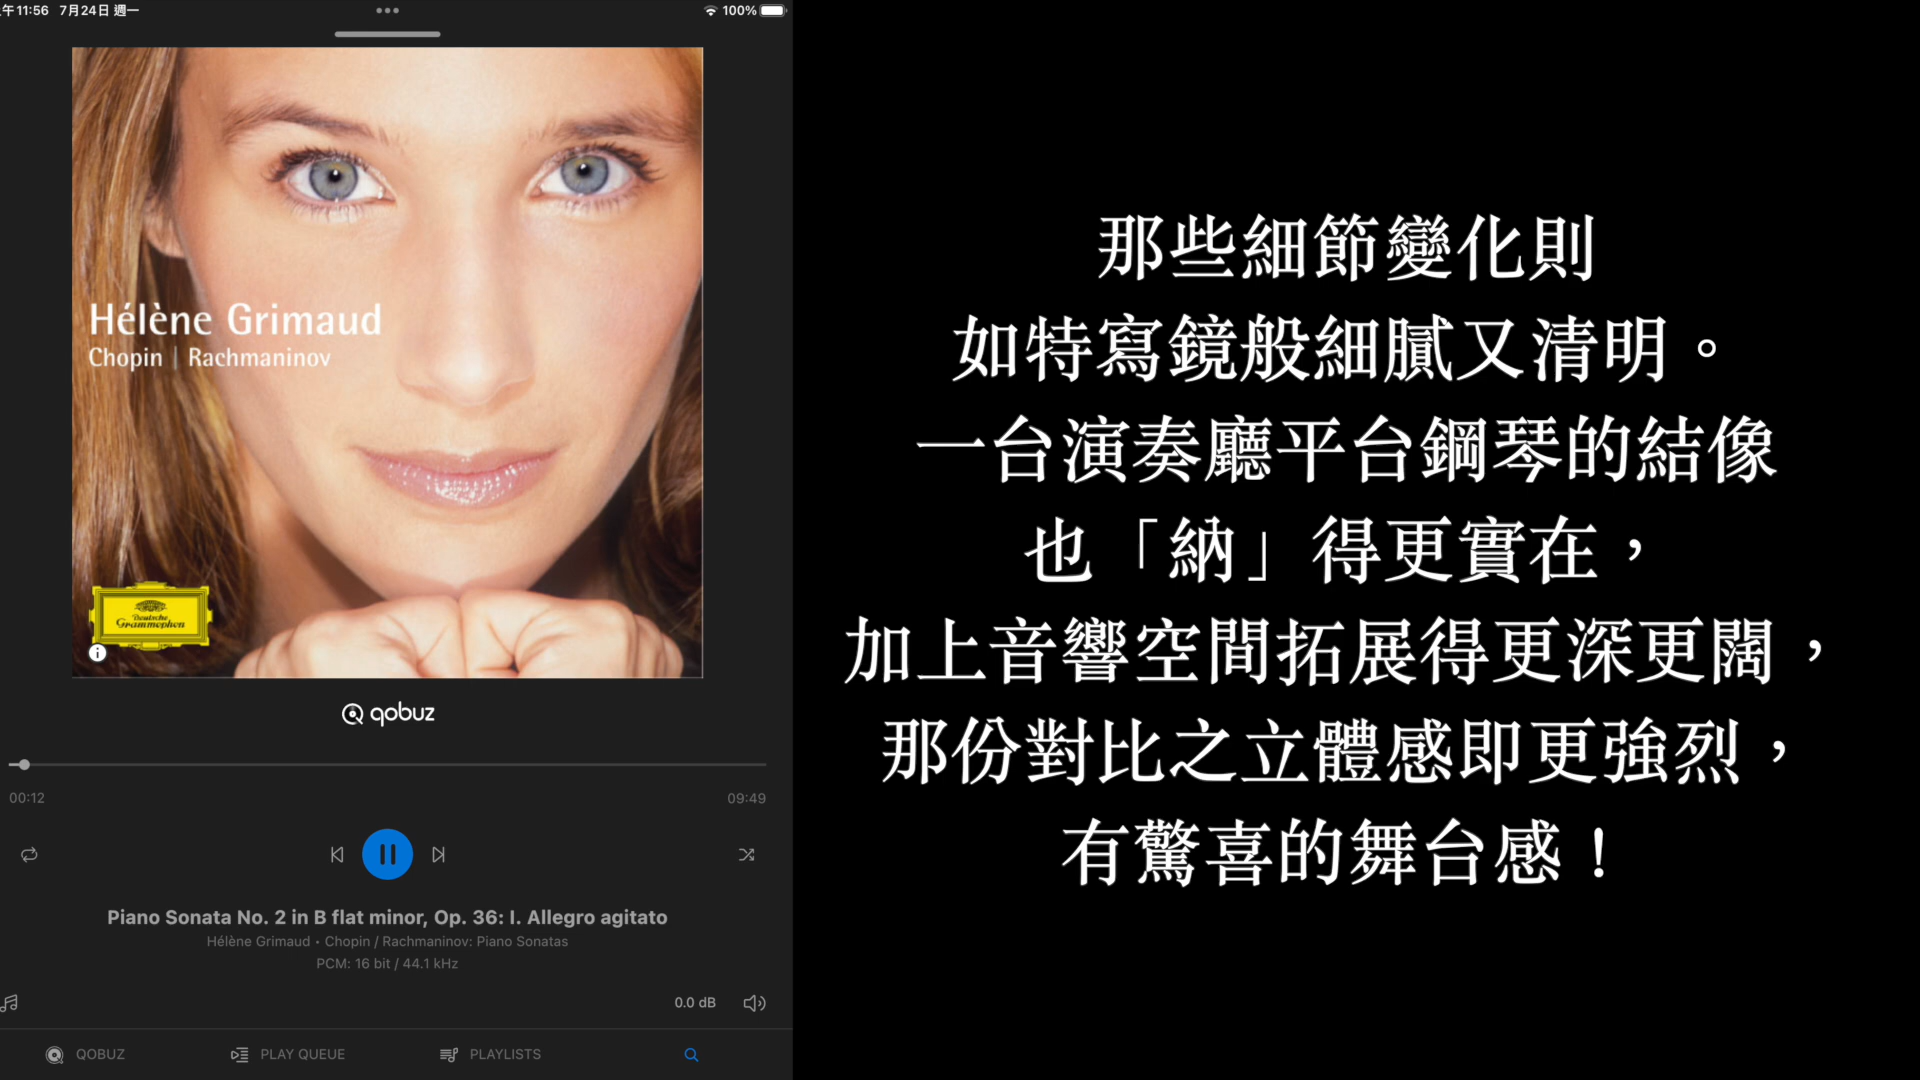 午11:56 7月24日 週一
100%
Hélène Grimaud
Chopin | Rachmaninov
Deutsche
Grammophon
qobuz
00:12
09:49
Piano Sonata No. 2 in B flat minor, Op. 36: I. Allegro agitato
Hélène Grimaud • Chopin / Rachmaninov: Piano Sonatas
PCM: 16 bit / 44.1 kHz
0.0 dB
QOBUZ
PLAY QUEUE
PLAYLISTS
那些細節變化則
如特寫鏡般細膩又清明。
一台演奏廳平台鋼琴的結像
也「納」得更實在，
加上音響空間拓展得更深更闊，
那份對比之立體感即更強烈，
有驚喜的舞台感！